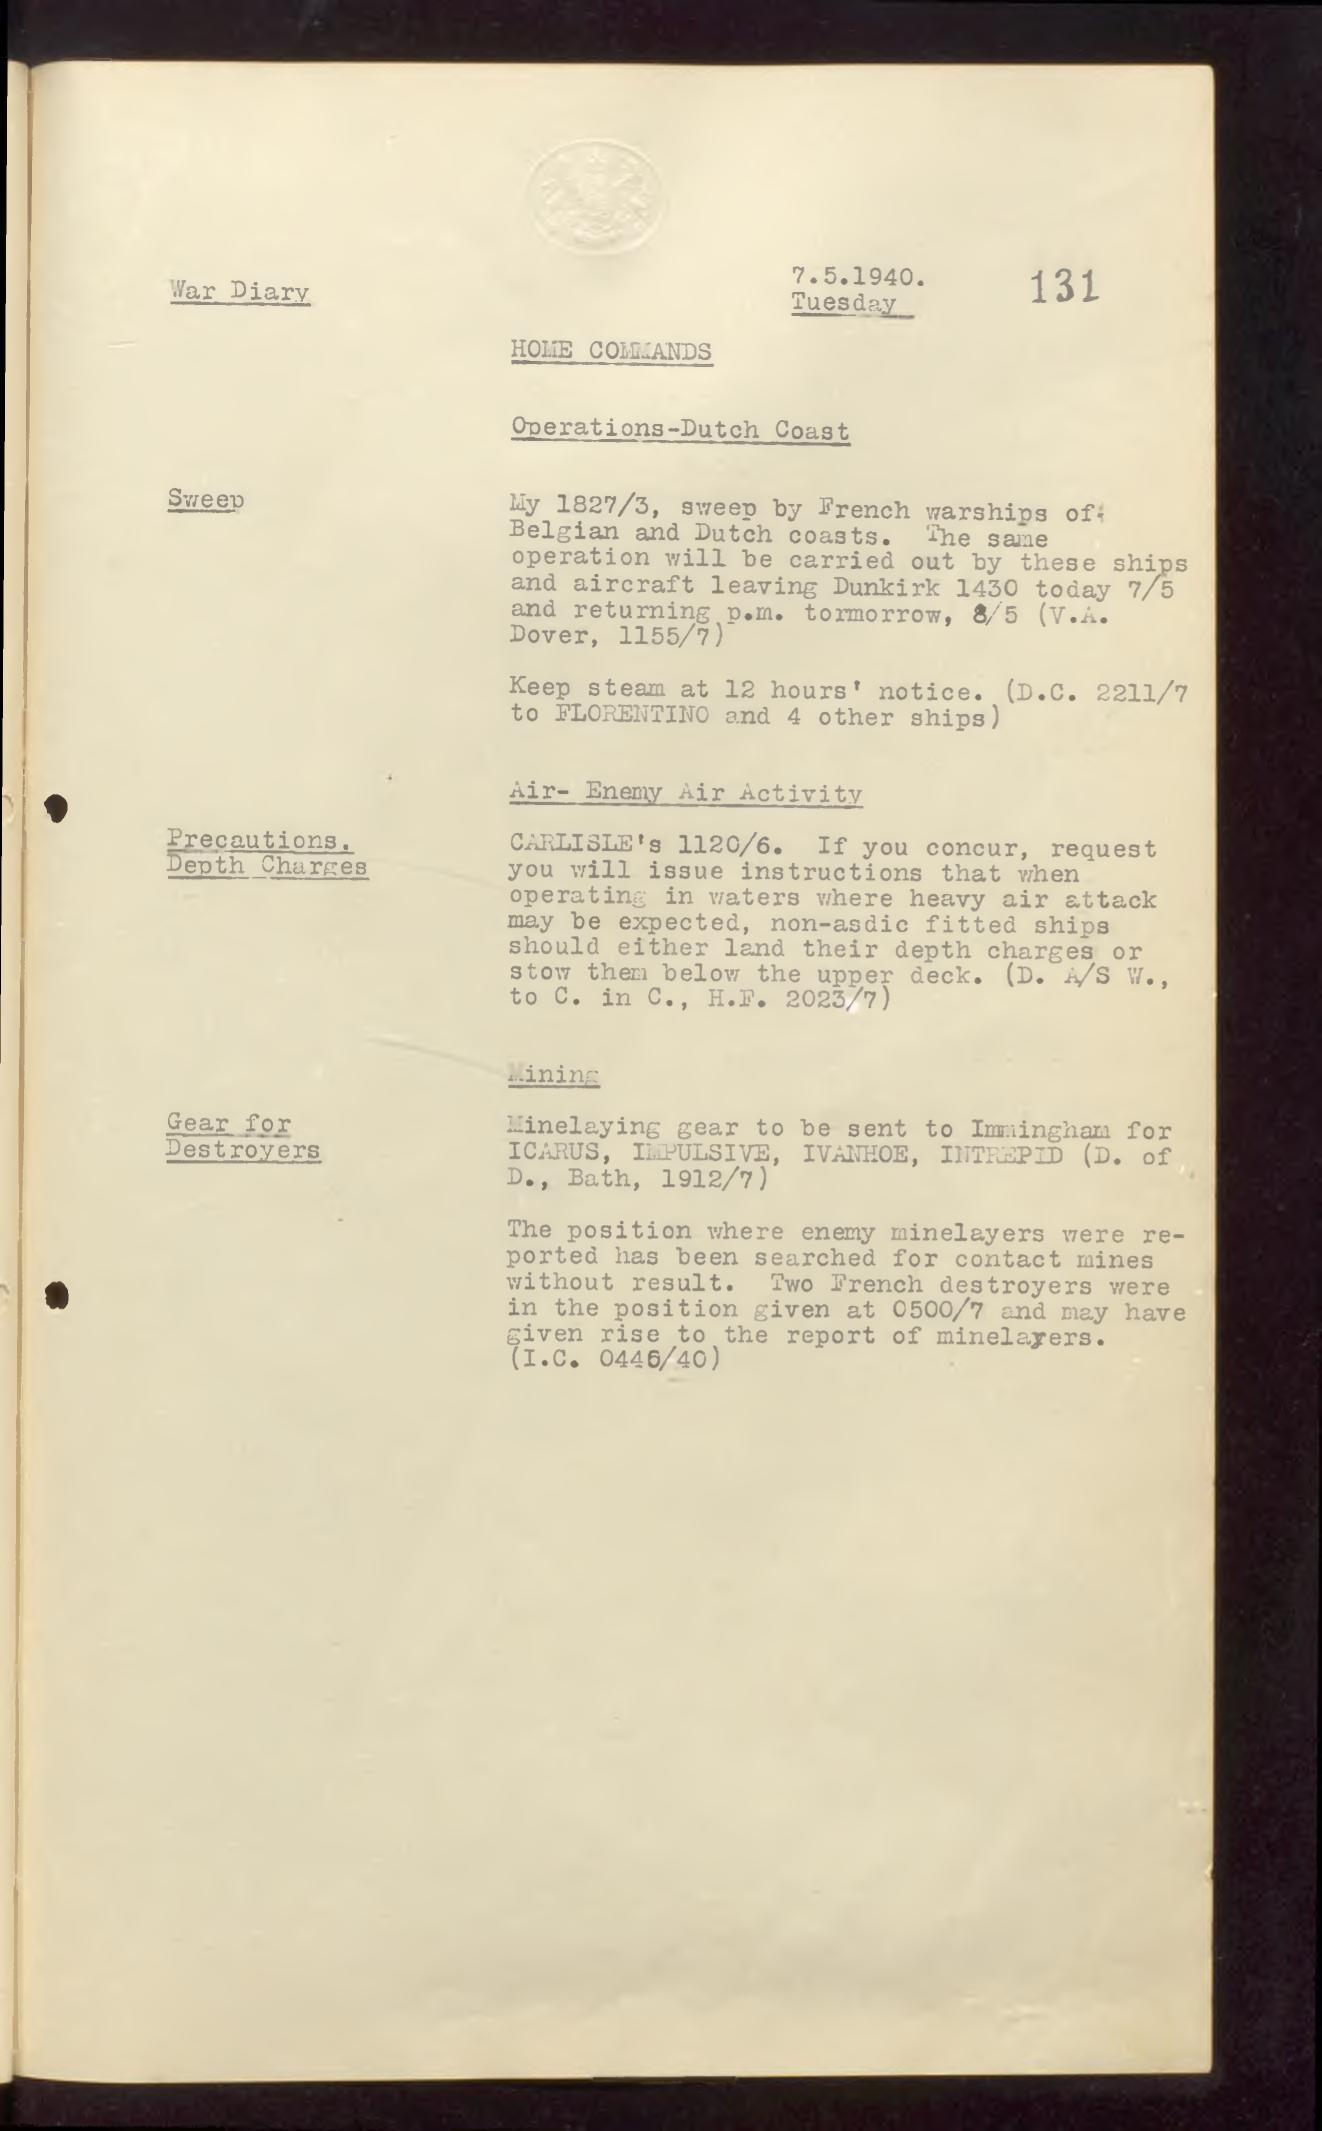 War Diary
7.5.1940.
Tuesday
131
HOME COMMANDS
Operations-Dutch Coast
Sweep
My 1827/3, sweep by French warships of
Belgian and Dutch coasts. The same
operation will be carried out by these ships
and aircraft leaving Dunkirk 1430 today 7/5
and returning p.m. tormorrow, 8/5 (V.A.
Dover, 1155/7)
Keep steam at 12 hours' notice. (D.C. 2211/7
to FLORENTINO and 4 other ships)
Air- Enemy Air Activity
Precautions.
Depth Charges
CARLISLE's 1120/6. If you concur, request
you will issue instructions that when
operating in waters where heavy air attack
may be expected, non-asdic fitted ships
should either land their depth charges or
stow them below the upper deck. (D. A/S W.,
to C. in C., H.F. 2023/7)
Mining
Gear for
Destroyers
Minelaying gear to be sent to Immingham for
ICARUS, IMPULSIVE, IVANHOE, INTREPID (D. of
D., Bath, 1912/7)
The position where enemy minelayers were re-
ported has been searched for contact mines
without result. Two French destroyers were
in the position given at 0500/7 and may have
given rise to the report of minelayers.
(I.C. 0446/40)